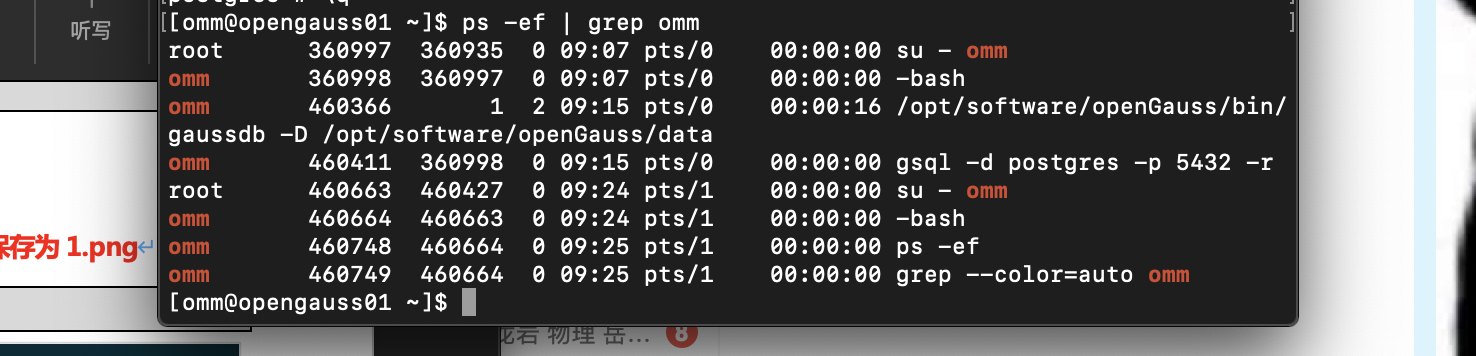 听写
[[omm@opengauss01 ~]$ ps -ef | grep omm ]
root 360997 360935 0 09:07 pts/0 00:00:00 su - omm
omm 360998 360997 0 09:07 pts/0 00:00:00 -bash
omm 460366 1 2 09:15 pts/0 00:00:16 /opt/software/openGauss/bin/
gaussdb -D /opt/software/openGauss/data
omm 460411 360998 0 09:15 pts/0 00:00:00 gsql -d postgres -p 5432 -r
root 460663 460427 0 09:24 pts/1 00:00:00 su - omm
omm 460664 460663 0 09:24 pts/1 00:00:00 -bash
保存为 1.png
omm 460748 460664 0 09:25 pts/1 00:00:00 ps -ef
omm 460749 460664 0 09:25 pts/1 00:00:00 grep --color=auto omm
[omm@opengauss01 ~]$
物理 岳... 8